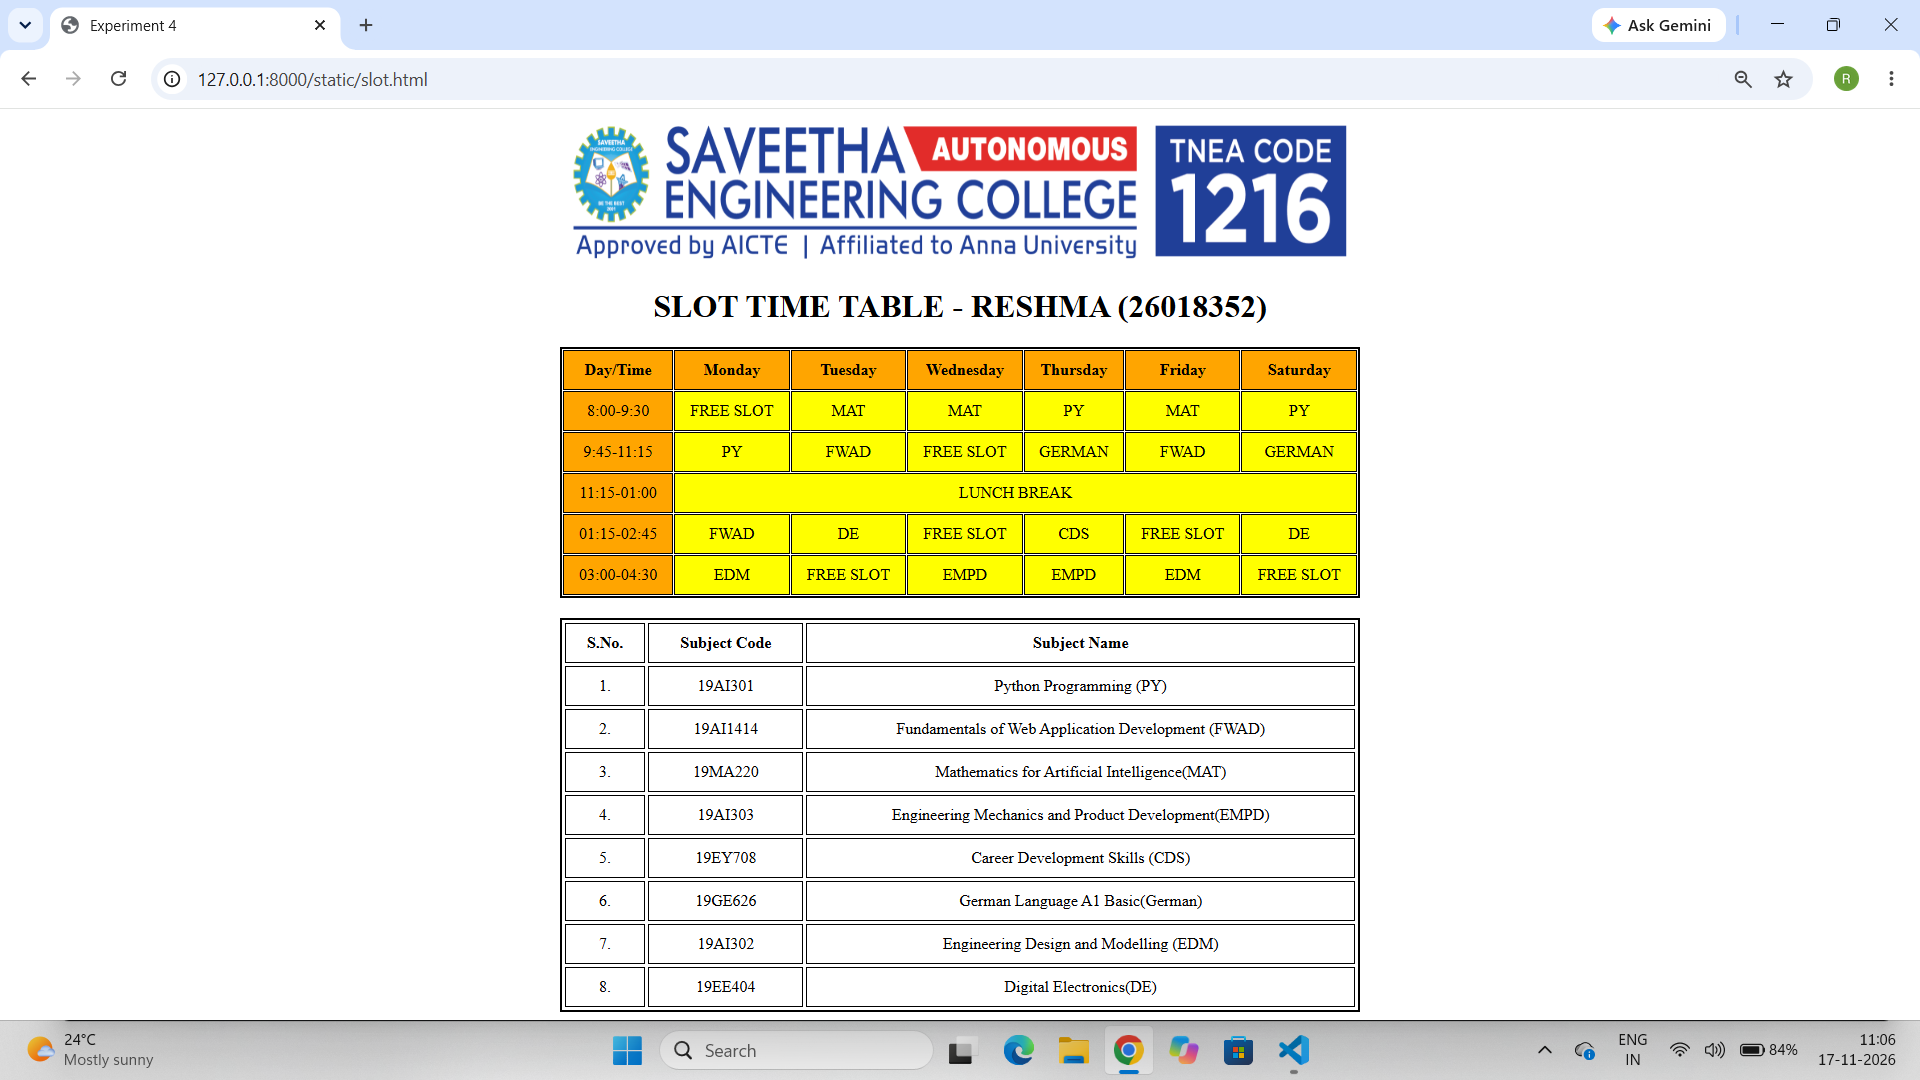 Experiment 4
Ask Gemini
127.0.0.1:8000/static/slot.html
R
SAVEETHA
ENGINEERING COLLEGE
BE THE BEST
2001
SAVEETHA AUTONOMOUS
ENGINEERING COLLEGE
Approved by AICTE | Affiliated to Anna University
TNEA CODE
1216
SLOT TIME TABLE - RESHMA (26018352)
Day/Time Monday Tuesday Wednesday Thursday Friday Saturday
8:00-9:30 FREE SLOT MAT MAT PY MAT PY
9:45-11:15 PY FWAD FREE SLOT GERMAN FWAD GERMAN
11:15-01:00 LUNCH BREAK
01:15-02:45 FWAD DE FREE SLOT CDS FREE SLOT DE
03:00-04:30 EDM FREE SLOT EMPD EMPD EDM FREE SLOT
S.No. Subject Code Subject Name
1. 19AI301 Python Programming (PY)
2. 19AI1414 Fundamentals of Web Application Development (FWAD)
3. 19MA220 Mathematics for Artificial Intelligence(MAT)
4. 19AI303 Engineering Mechanics and Product Development(EMPD)
5. 19EY708 Career Development Skills (CDS)
6. 19GE626 German Language A1 Basic(German)
7. 19AI302 Engineering Design and Modelling (EDM)
8. 19EE404 Digital Electronics(DE)
24°C
Mostly sunny
Search
ENG
IN
84%
11:06
17-11-2026